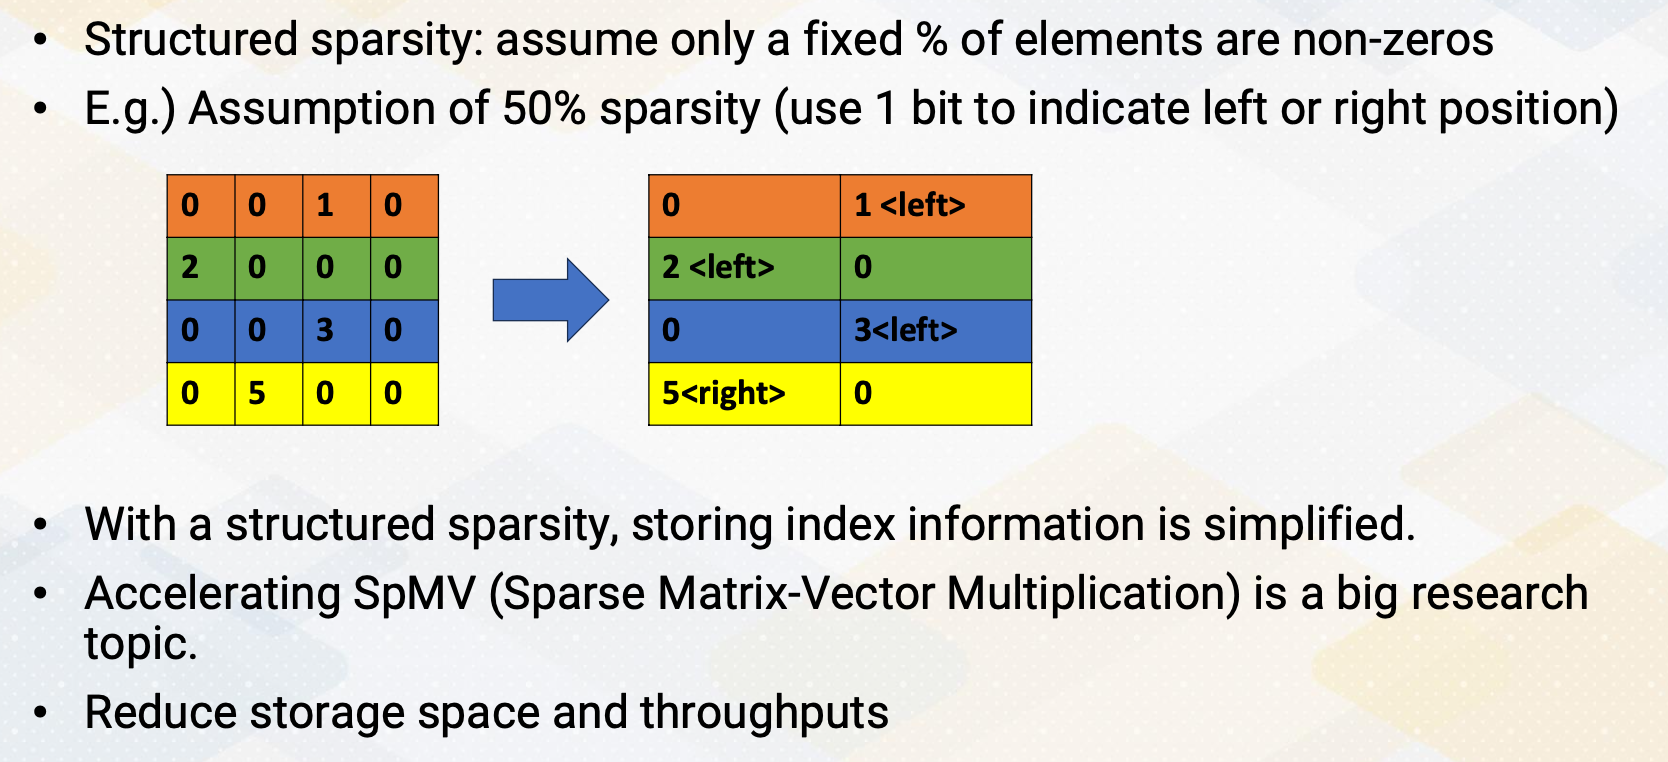 • Structured sparsity: assume only a fixed % of elements are non-zeros
• E.g.) Assumption of 50% sparsity (use 1 bit to indicate left or right position)
0 0 1 0
2 0 0 0
0 0 3 0
0 5 0 0
0 1 <left>
2 <left> 0
0 3<left>
5<right> 0
• With a structured sparsity, storing index information is simplified.
• Accelerating SpMV (Sparse Matrix-Vector Multiplication) is a big research
topic.
• Reduce storage space and throughputs